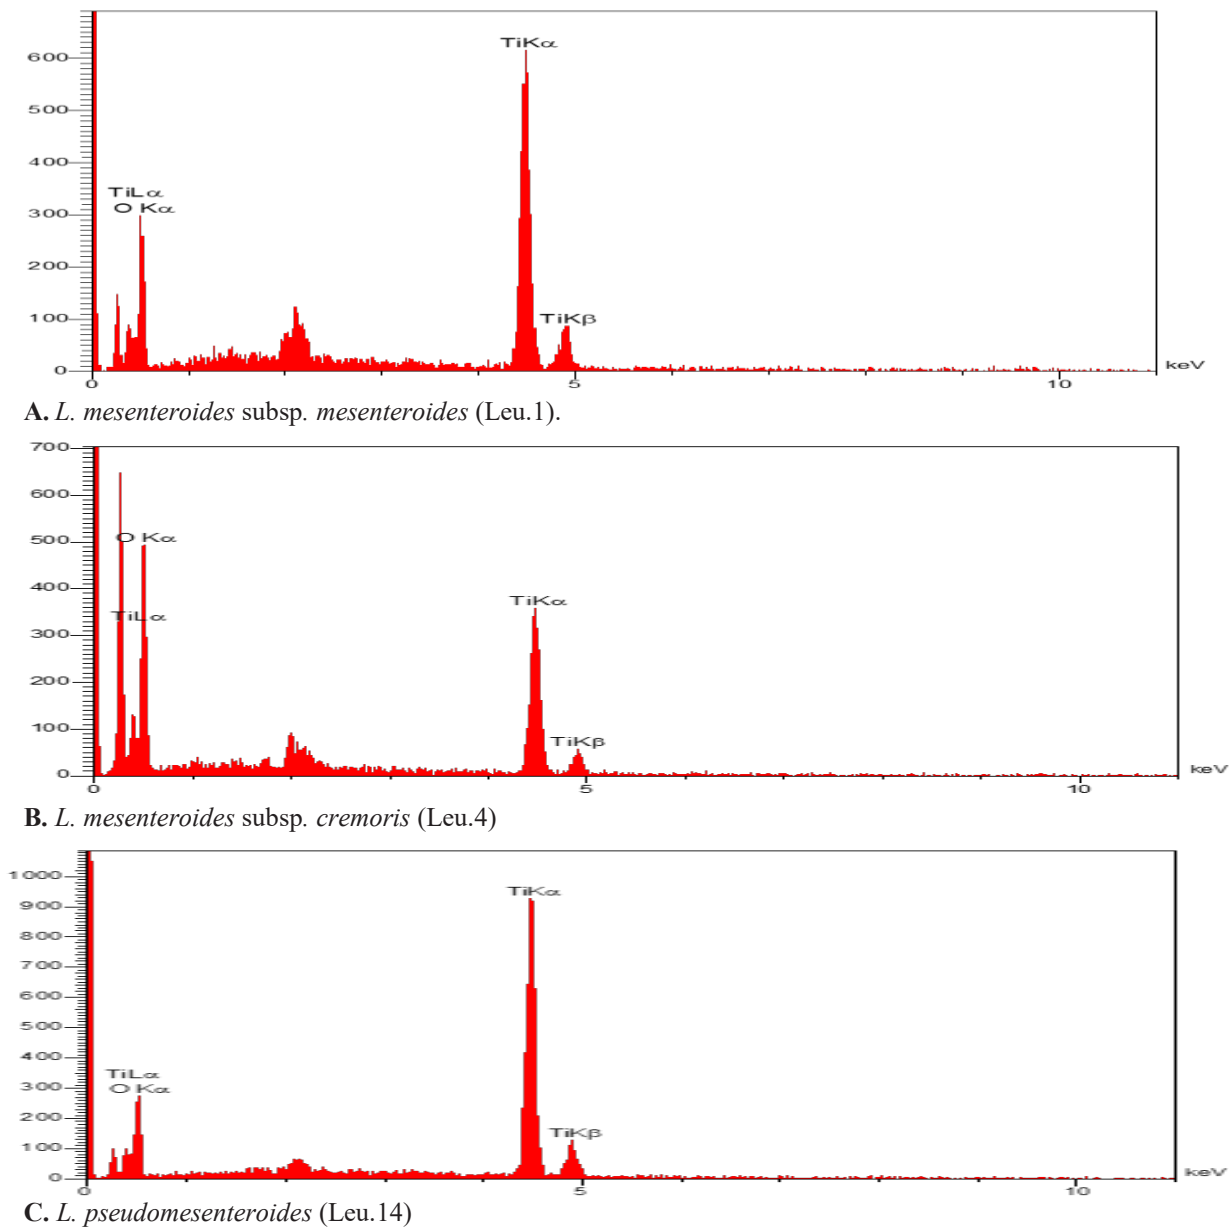 600
500
400
300
200
100
0
TiKα
TiLα
O Kα
TiKβ
0
5
10
keV
A. L. mesenteroides subsp. mesenteroides (Leu.1).
700
600
500
400
300
200
100
0
O Kα
TiLα
TiKα
TiKβ
0
5
10
keV
B. L. mesenteroides subsp. cremoris (Leu.4)
1000
900
800
700
600
500
400
300
200
100
0
TiKα
TiLα
O Kα
TiKβ
0
5
10
keV
C. L. pseudomesenteroides (Leu.14)